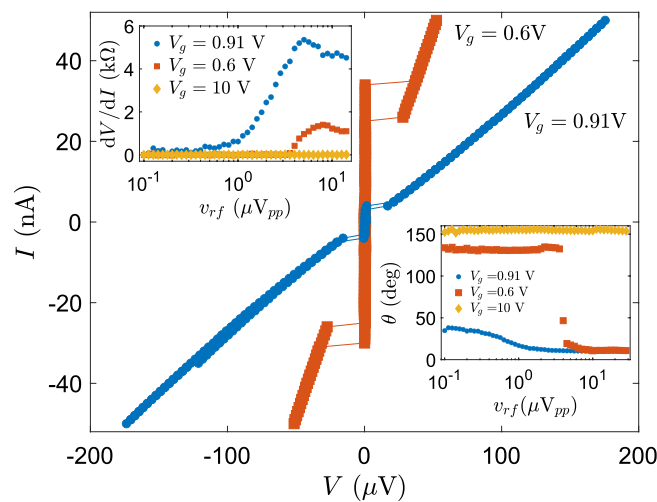 V_g = 0.91 V
V_g = 0.6 V
V_g = 10 V
dV/dI (kΩ)
6
4
2
0
10^-1 10^0 10^1
v_rf (μV_pp)
V_g = 0.6V
V_g = 0.91V
I (nA)
40
20
0
-20
-40
θ (deg)
150
100
50
0
V_g =0.91 V
V_g =0.6 V
V_g =10 V
10^-1 10^0 10^1
v_rf(μV_pp)
-200 -100 0 100 200
V (μV)